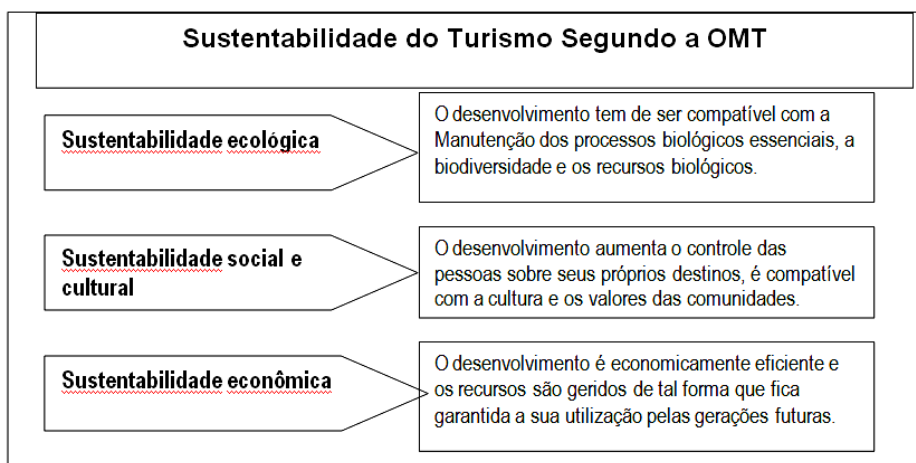 Sustentabilidade do Turismo Segundo a OMT
Sustentabilidade ecológica
O desenvolvimento tem de ser compatível com a
Manutenção dos processos biológicos essenciais, a
biodiversidade e os recursos biológicos.
Sustentabilidade social e
cultural
O desenvolvimento aumenta o controle das
pessoas sobre seus próprios destinos, é compatível
com a cultura e os valores das comunidades.
Sustentabilidade econômica
O desenvolvimento é economicamente eficiente e
os recursos são geridos de tal forma que fica
garantida a sua utilização pelas gerações futuras.